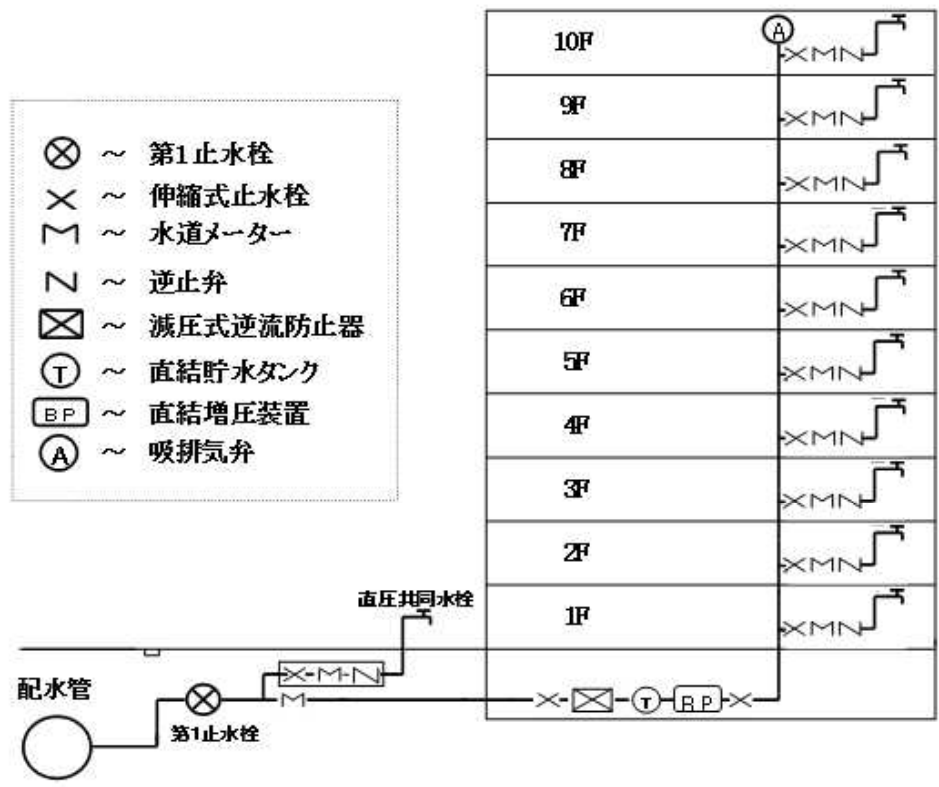 10F
A
9F
8F
7F
6F
5F
4F
3F
2F
1F
～ 第1止水栓
～ 伸縮式止水栓
～ 水道メーター
～ 逆止弁
～ 減圧式逆流防止器
T ～ 直結貯水タンク
BP ～ 直結増圧装置
A ～ 吸排気弁
直圧共同水栓
配水管
第1止水栓
T
BP